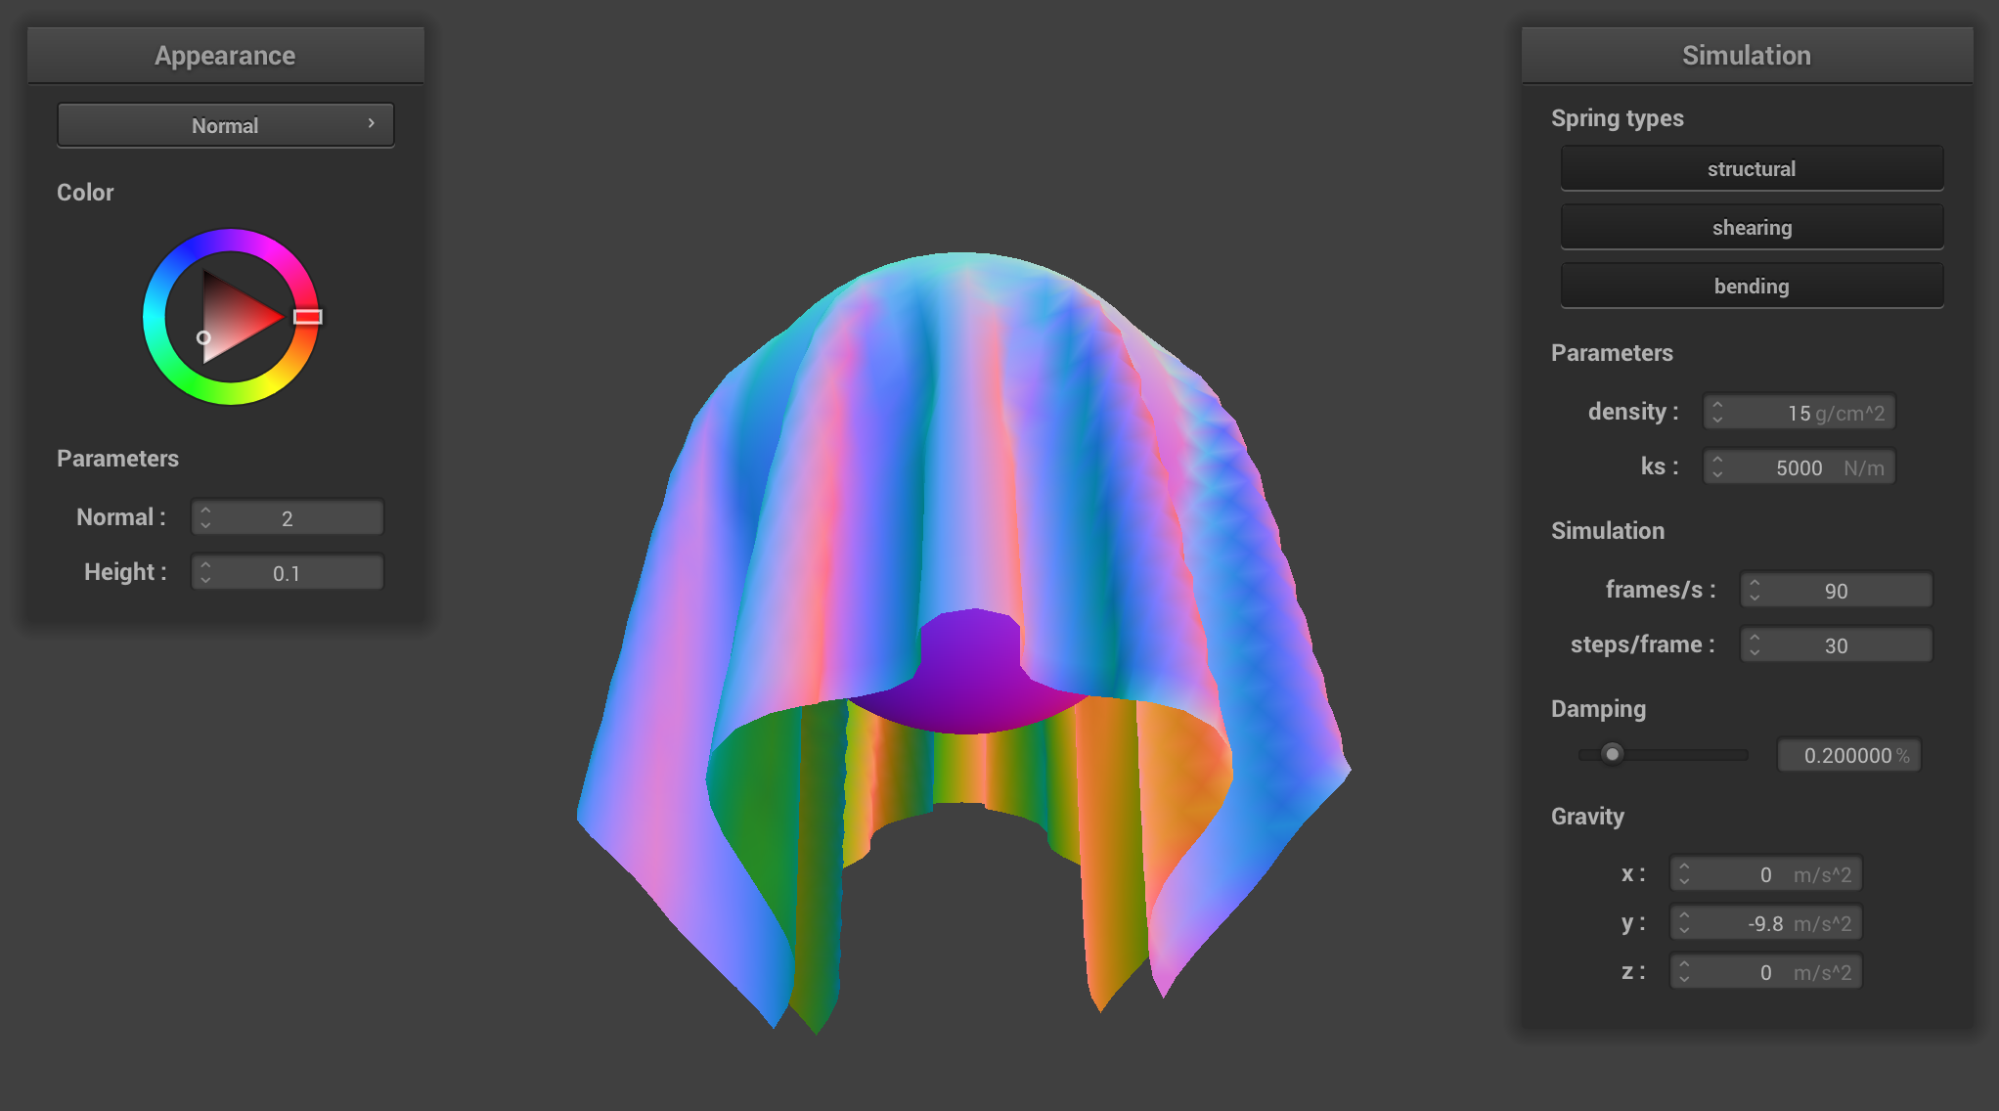 Appearance
Normal
Color
Parameters
Normal : 2
Height : 0.1
Simulation
Spring types
structural
shearing
bending
Parameters
density : 15 g/cm^2
ks : 5000 N/m
Simulation
frames/s : 90
steps/frame : 30
Damping
0.200000 %
Gravity
x : 0 m/s^2
y : -9.8 m/s^2
z : 0 m/s^2